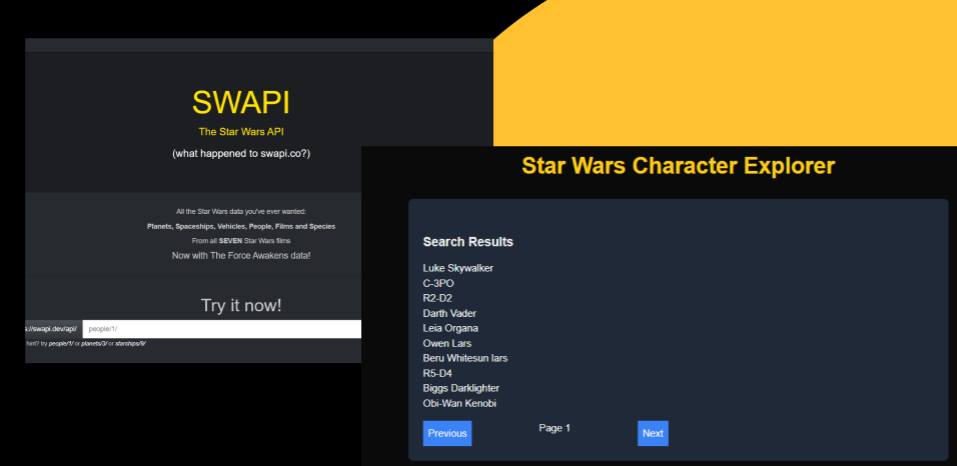 SWAPI
The Star Wars API
(what happened to swapi.co?)
All the Star Wars data you've ever wanted:
Planets, Spaceships, Vehicles, People, Films and Species
From all SEVEN Star Wars films
Now with The Force Awakens data!
Try it now!
s://swapi.dev/api/ people/1/
hint? try people/1/ or planets/3/ or starships/9/
Star Wars Character Explorer
Search Results
Luke Skywalker
C-3PO
R2-D2
Darth Vader
Leia Organa
Owen Lars
Beru Whitesun lars
R5-D4
Biggs Darklighter
Obi-Wan Kenobi
Previous Page 1 Next